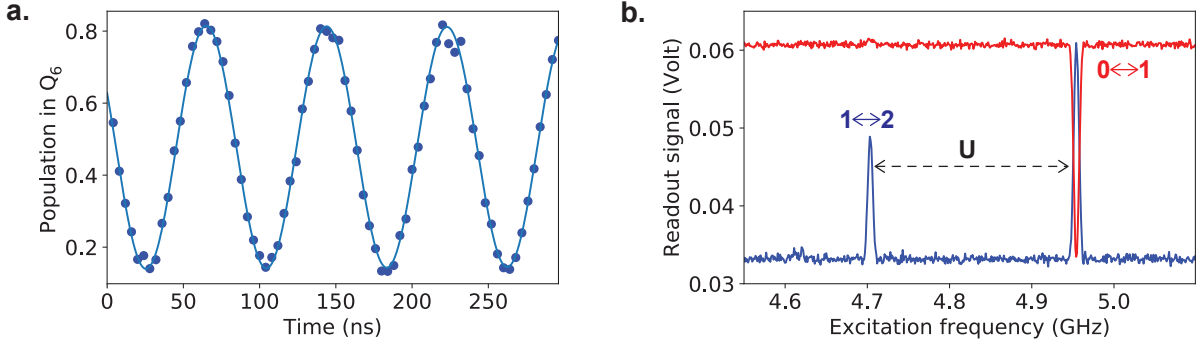 a.
Population in Q₆
0.8
0.6
0.4
0.2
0 50 100 150 200 250
Time (ns)
b.
Readout signal (Volt)
0.06
0.05
0.04
0.03
0↔1
1↔2
U
4.6 4.7 4.8 4.9 5.0
Excitation frequency (GHz)